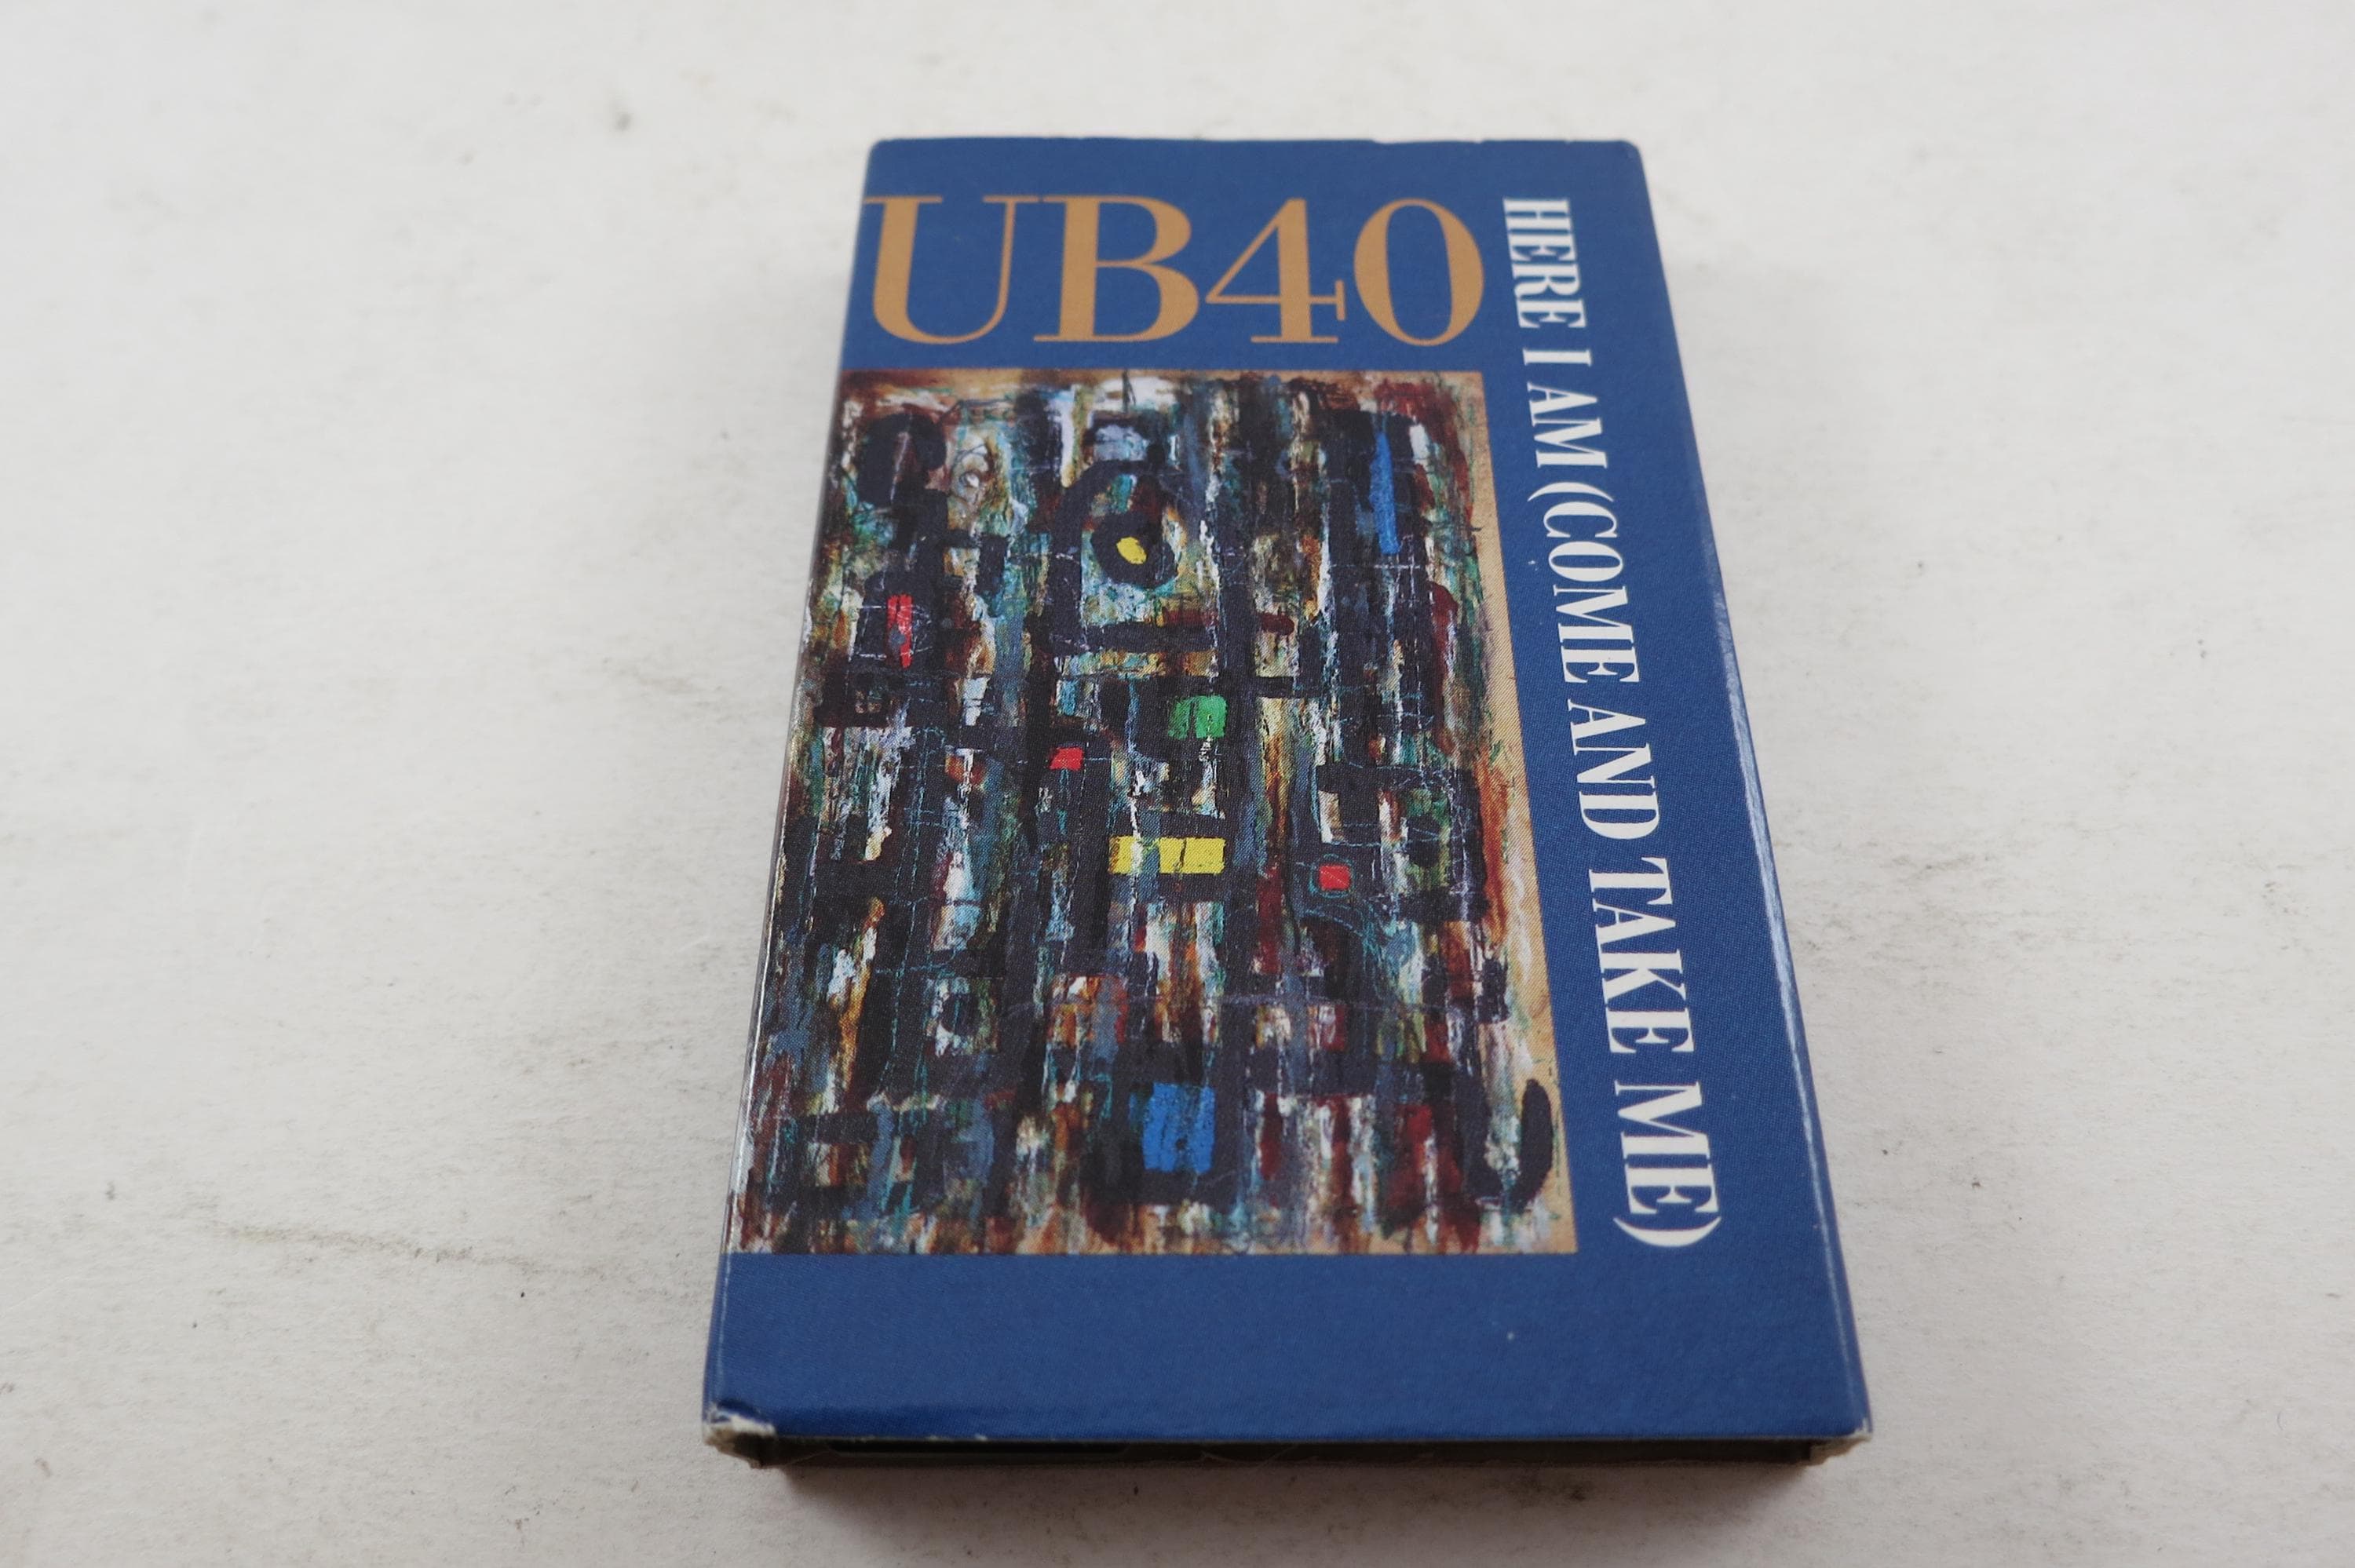 UB40
HERE I AM (COME AND TAKE ME)